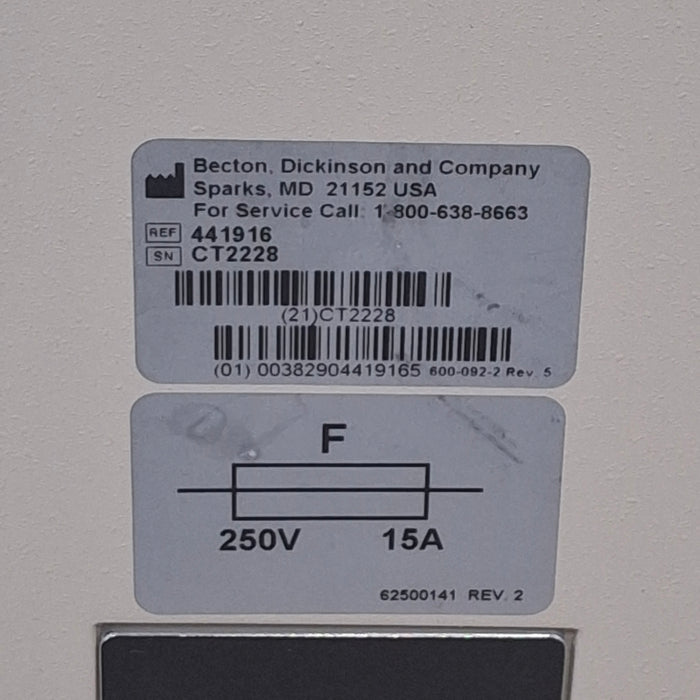 Becton, Dickinson and Company
Sparks, MD 21152 USA
For Service Call: 1-800-638-8663
REF 441916
SN CT2228
(21)CT2228
(01) 00382904419165 600-092-2 Rev. 5
F
250V 15A
62500141 REV. 2